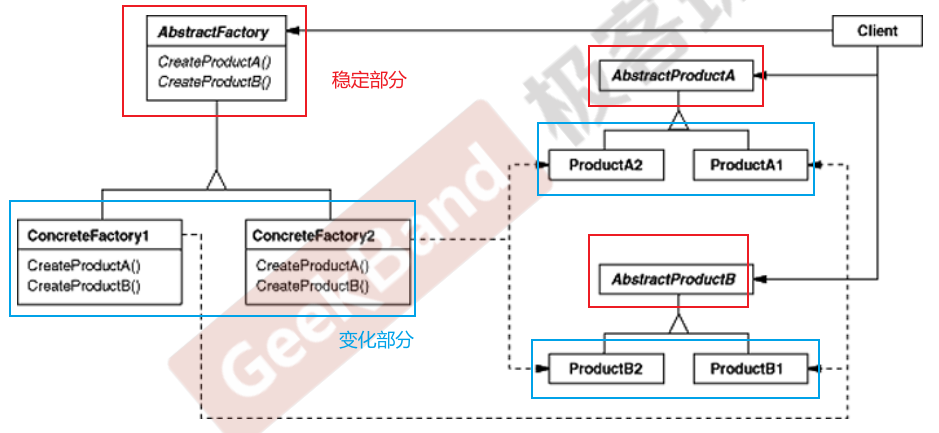 AbstractFactory
CreateProductA()
CreateProductB()
稳定部分
Client
AbstractProductA
ProductA2
ProductA1
ConcreteFactory1
CreateProductA()
CreateProductB()
ConcreteFactory2
CreateProductA()
CreateProductB()
变化部分
AbstractProductB
ProductB2
ProductB1
GeekBand
极客班